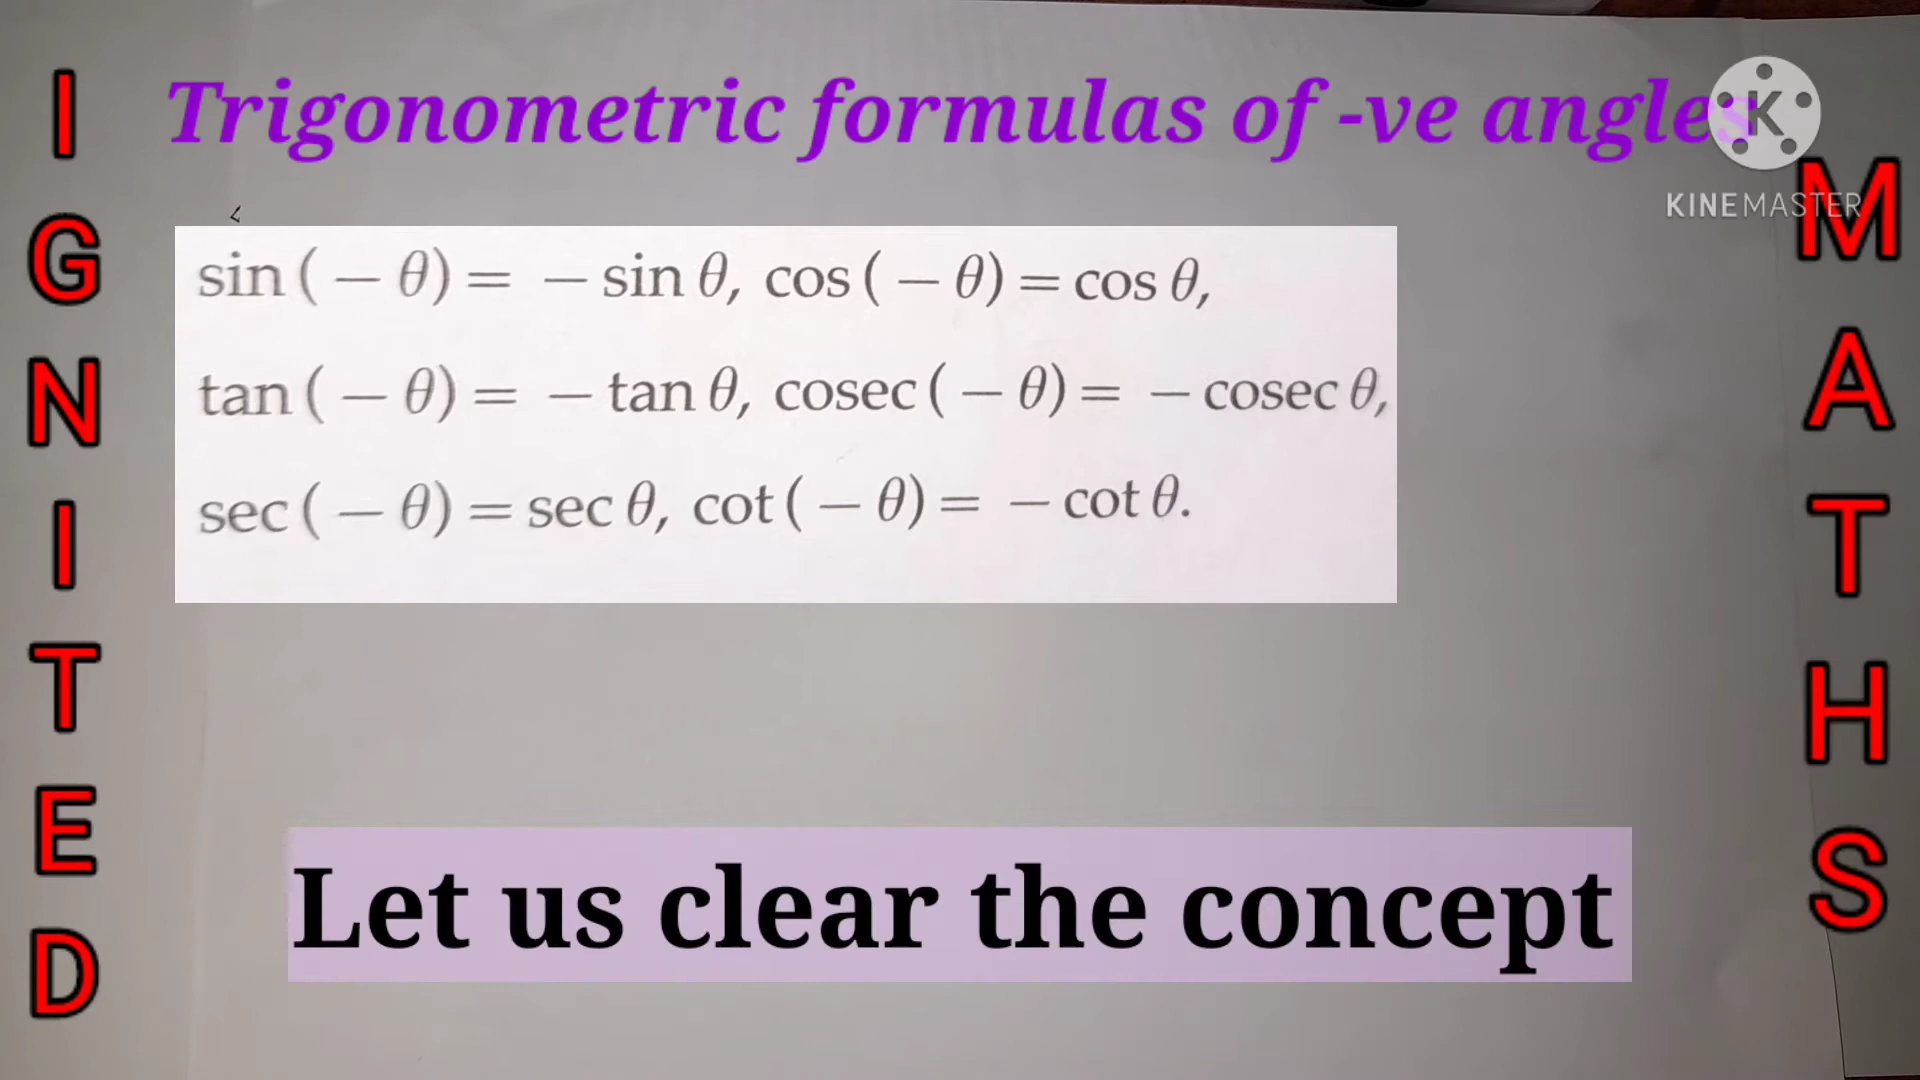 Trigonometric formulas of -ve angles
K
KINEMASTER
IGNITED
MATHS
sin ( − θ) = − sin θ, cos ( − θ) = cos θ,
tan ( − θ) = − tan θ, cosec ( − θ) = − cosec θ,
sec ( − θ) = sec θ, cot ( − θ) = − cot θ.
Let us clear the concept